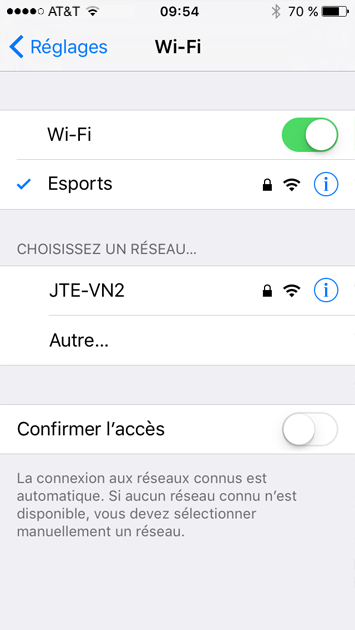 AT&T 09:54 70 %
Réglages Wi-Fi
Wi-Fi
Esports
CHOISISSEZ UN RÉSEAU...
JTE-VN2
Autre...
Confirmer l’accès
La connexion aux réseaux connus est
automatique. Si aucun réseau connu n’est
disponible, vous devez sélectionner
manuellement un réseau.